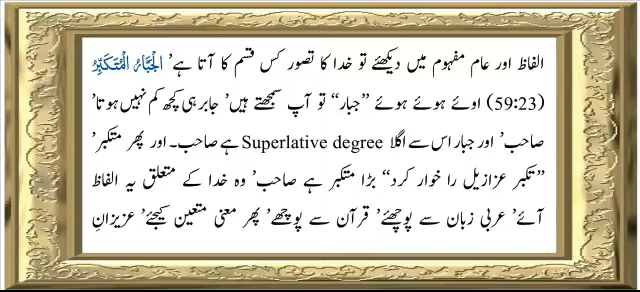 الفاظ اور عام مفہوم میں دیکھئے تو خدا کا تصور کس قسم کا آتا ہے’ الْجَبَّارُ الْمُتَكَبِّرُ
(59:23) اوئے ہوئے ہوئے ’’جبار‘‘ تو آپ سمجھتے ہیں’ جابر ہی کچھ کم نہیں ہوتا’
صاحب’ اور جبار اس سے اگلا Superlative degree ہے صاحب۔ اور پھر متکبر’
’’تکبر عزازیل را خوار کرد‘‘ بڑا متکبر ہے صاحب’ وہ خدا کے متعلق یہ الفاظ
آئے’ عربی زبان سے پوچھئے’ قرآن سے پوچھے’ پھر معنی متعین کیجئے’ عزیزانِ